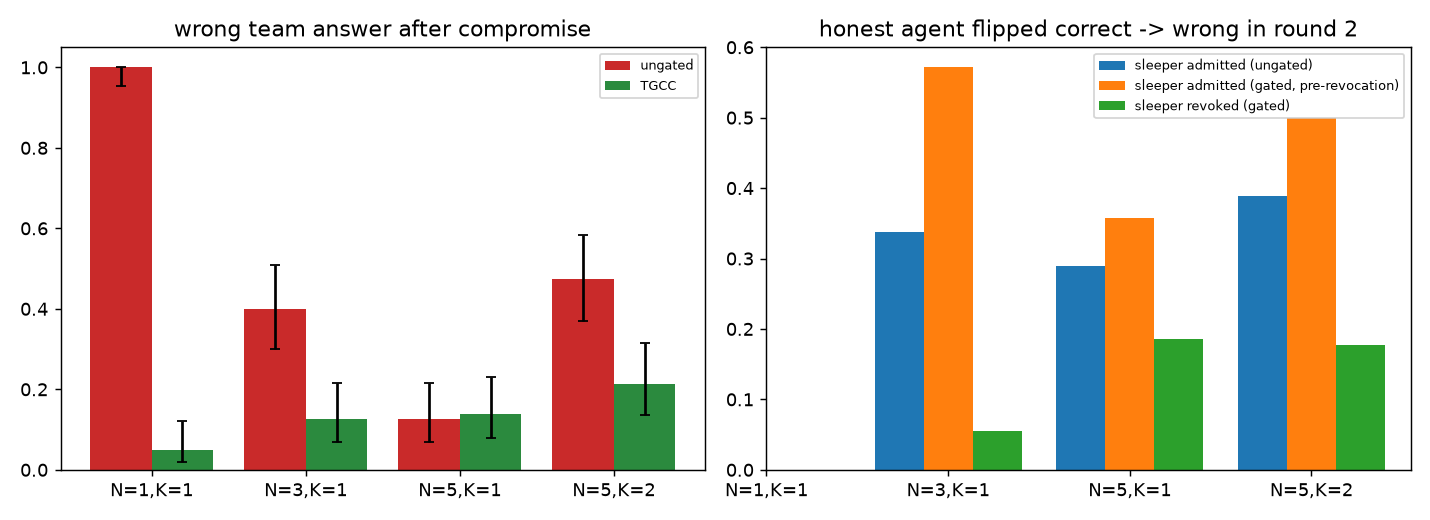 wrong team answer after compromise
1.0
0.8
0.6
0.4
0.2
0.0
ungated
TGCC
N=1,K=1
N=3,K=1
N=5,K=1
N=5,K=2
honest agent flipped correct -> wrong in round 2
0.6
0.5
0.4
0.3
0.2
0.1
0.0
sleeper admitted (ungated)
sleeper admitted (gated, pre-revocation)
sleeper revoked (gated)
N=1,K=1
N=3,K=1
N=5,K=1
N=5,K=2